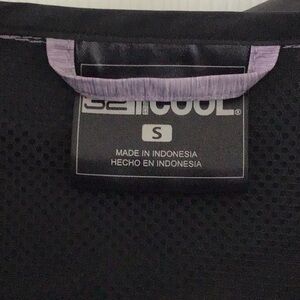 32 COOL®
S
MADE IN INDONESIA
HECHO EN INDONESIA